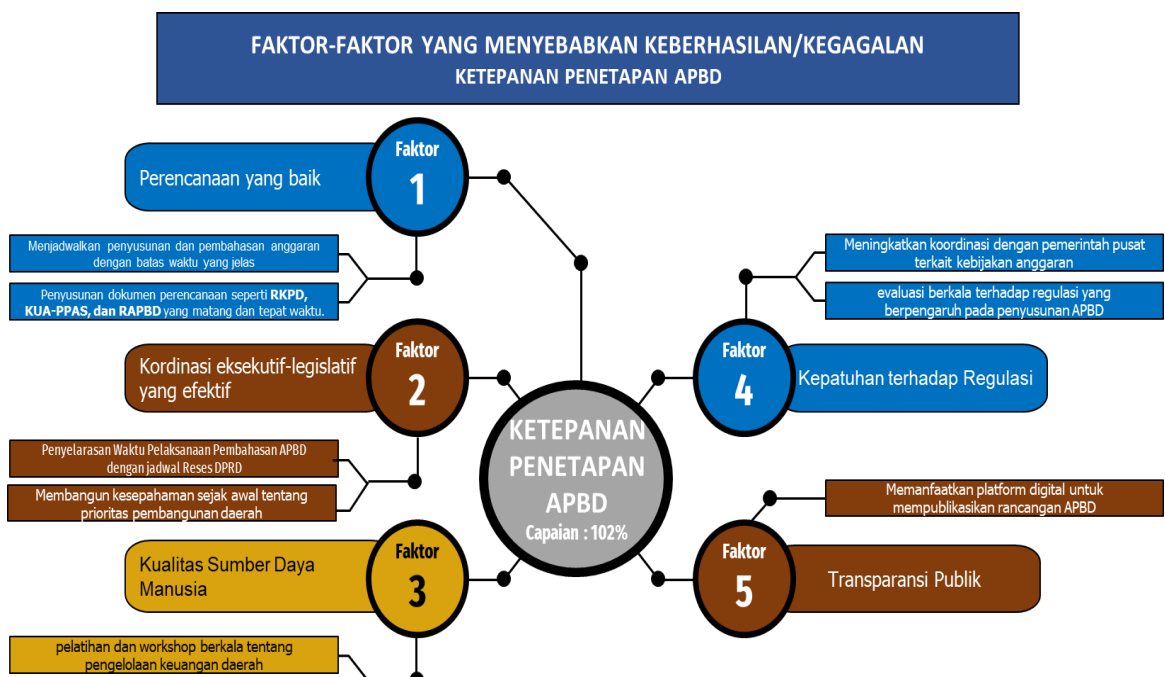 FAKTOR-FAKTOR YANG MENYEBABKAN KEBERHASILAN/KEGAGALAN
KETEPANAN PENETAPAN APBD
Faktor
1
Perencanaan yang baik
Menjadwalkan penyusunan dan pembahasan anggaran
dengan batas waktu yang jelas
Penyusunan dokumen perencanaan seperti RKPD,
KUA-PPAS, dan RAPBD yang matang dan tepat waktu.
Faktor
2
Kordinasi eksekutif-legislatif
yang efektif
Penyelarasan Waktu Pelaksanaan Pembahasan APBD
dengan jadwal Reses DPRD
Membangun kesepahaman sejak awal tentang
prioritas pembangunan daerah
Faktor
3
Kualitas Sumber Daya
Manusia
pelatihan dan workshop berkala tentang
pengelolaan keuangan daerah
KETEPANAN
PENETAPAN
APBD
Capaian : 102%
Meningkatkan koordinasi dengan pemerintah pusat
terkait kebijakan anggaran
evaluasi berkala terhadap regulasi yang
berpengaruh pada penyusunan APBD
Faktor
4
Kepatuhan terhadap Regulasi
Memanfaatkan platform digital untuk
mempublikasikan rancangan APBD
Faktor
5
Transparansi Publik